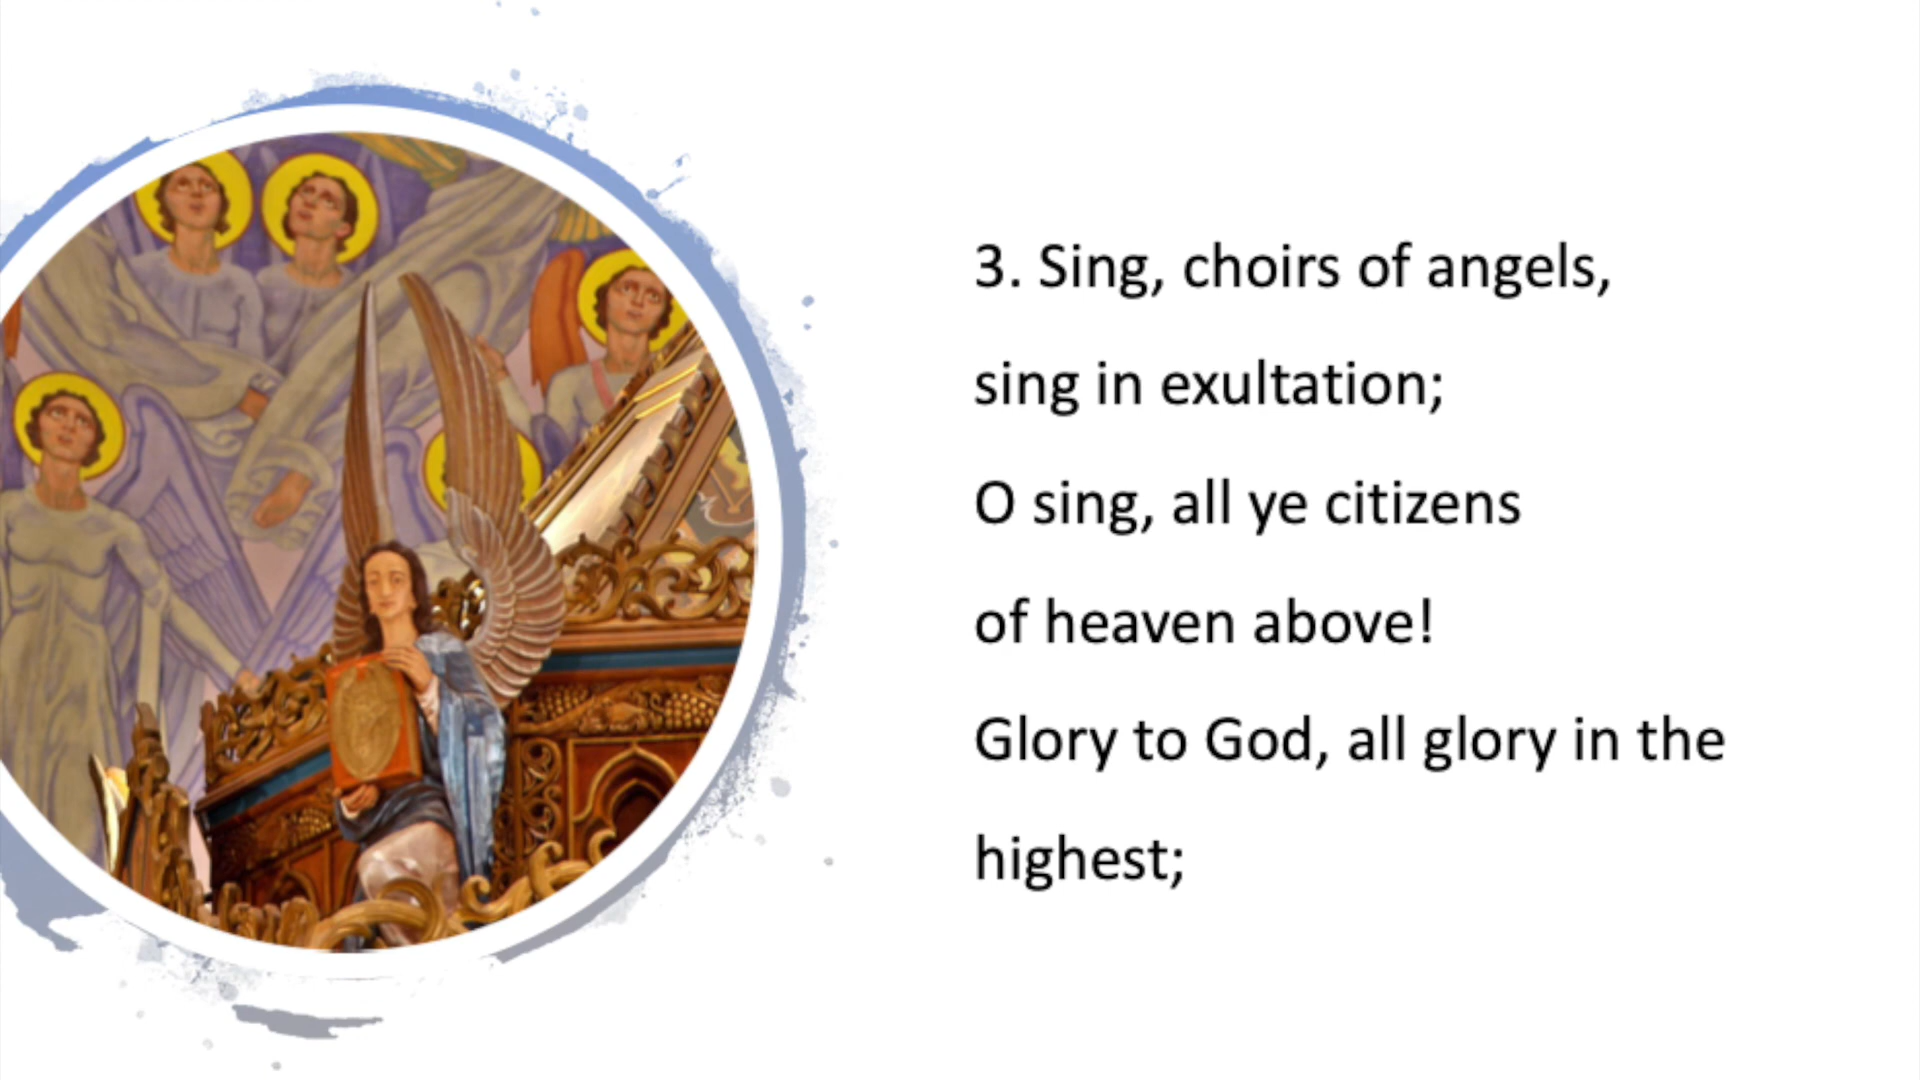 3. Sing, choirs of angels,
sing in exultation;
O sing, all ye citizens
of heaven above!
Glory to God, all glory in the
highest;